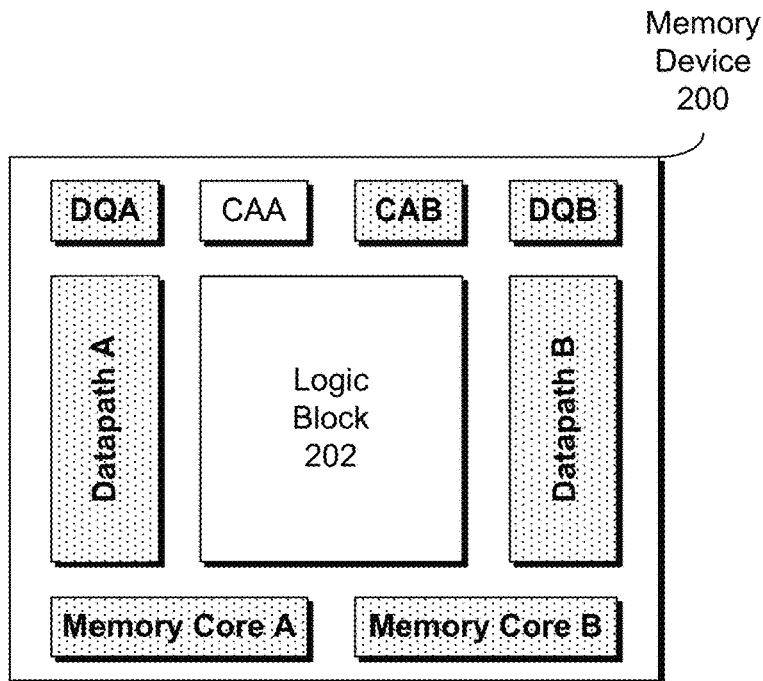 Memory
Device
200
DQA
CAA
CAB
DQB
Datapath A
Logic
Block
202
Datapath B
Memory Core A
Memory Core B